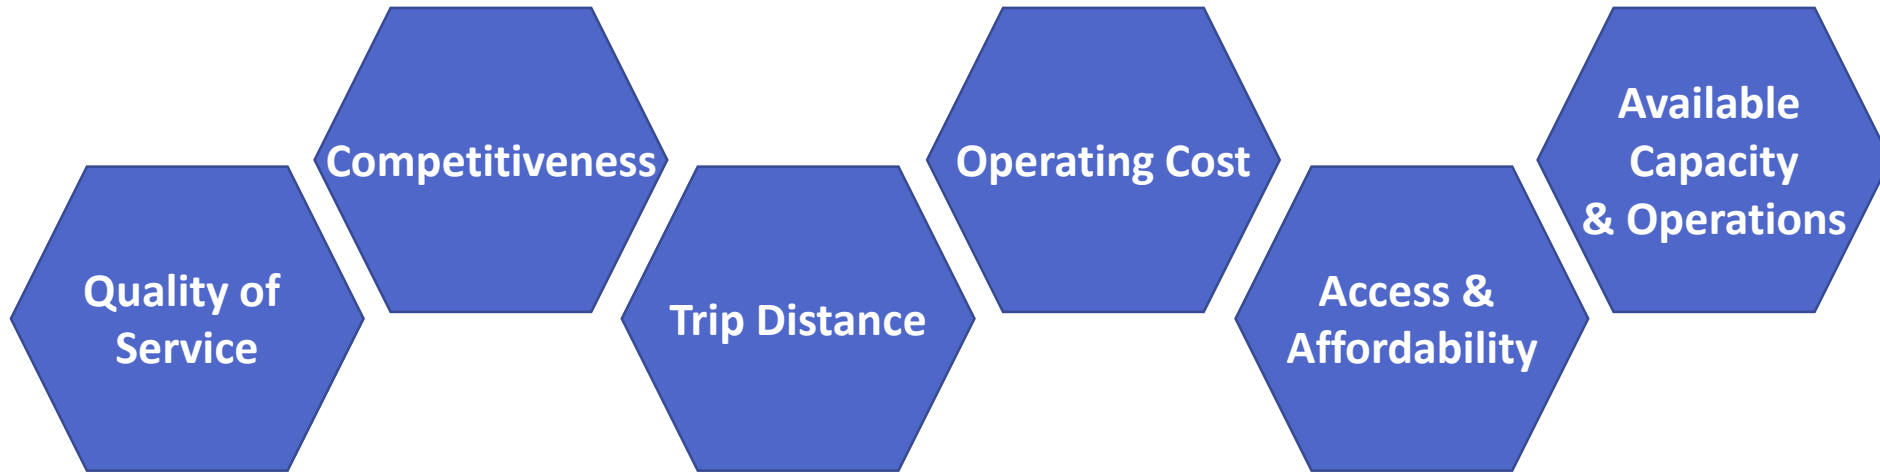 Quality of
Service
Competitiveness
Trip Distance
Operating Cost
Access &
Affordability
Available
Capacity
& Operations